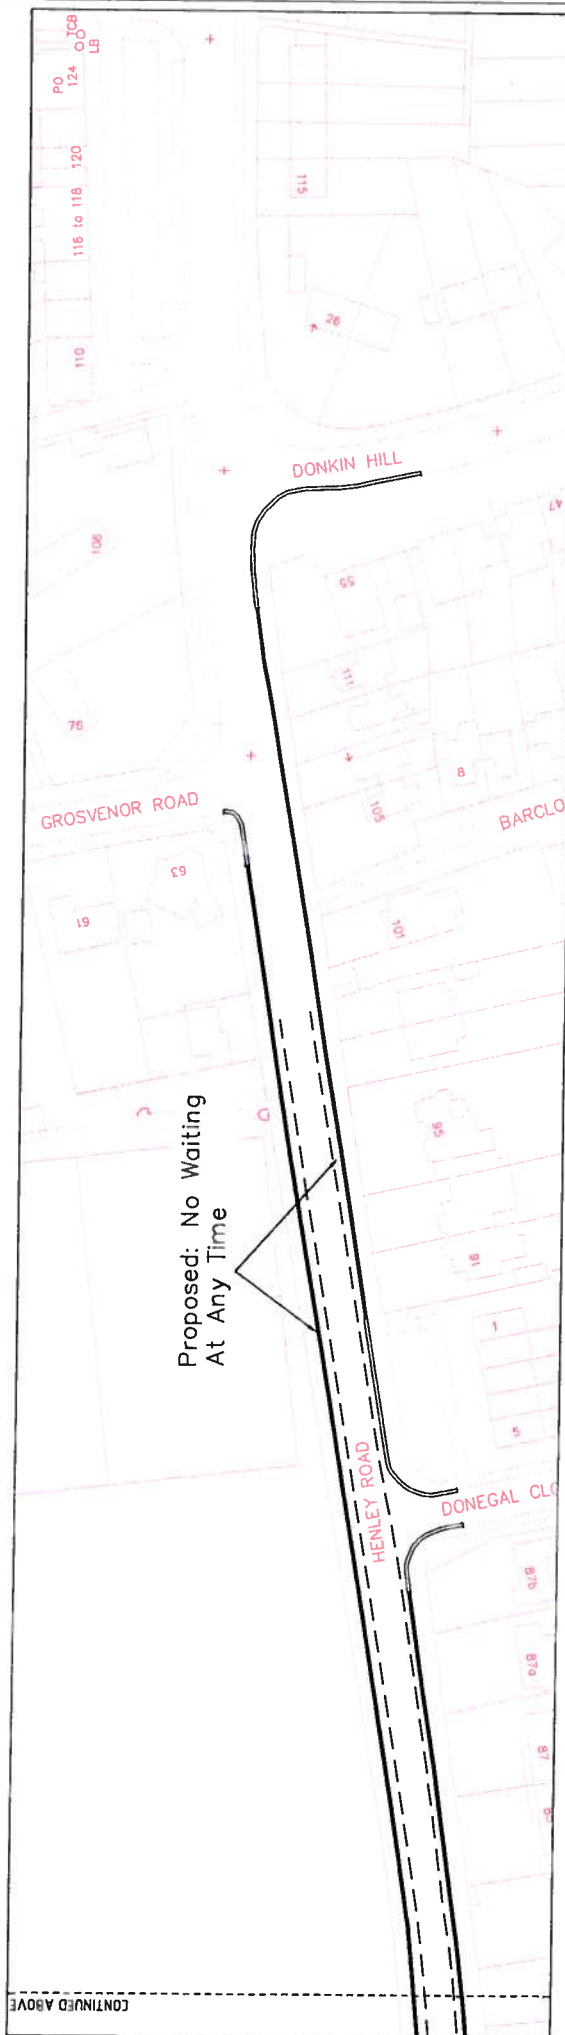 TCB
LB
PO
124
120
116 to 118
110
115
26
DONKIN HILL
47
108
55
111
76
8
105
GROSVENOR ROAD
BARCLO
63
61
101
Proposed: No Waiting
At Any Time
95
91
1
5
HENLEY ROAD
DONEGAL CLO
87b
87a
87
CONTINUED ABOVE